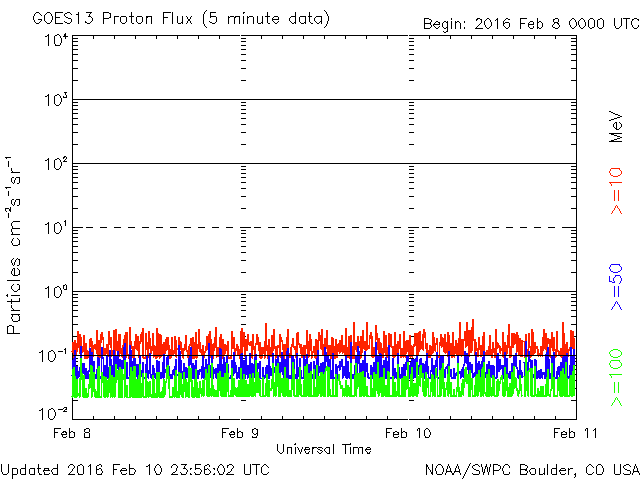 GOES13 Proton Flux (5 minute data)
Begin: 2016 Feb 8 0000 UTC
10⁴
10³
10²
10¹
10⁰
10⁻¹
10⁻²
Particles cm⁻²s⁻¹sr⁻¹
MeV
>=10
>=50
>=100
Feb 8
Feb 9
Feb 10
Feb 11
Universal Time
Updated 2016 Feb 10 23:56:02 UTC
NOAA/SWPC Boulder, CO USA